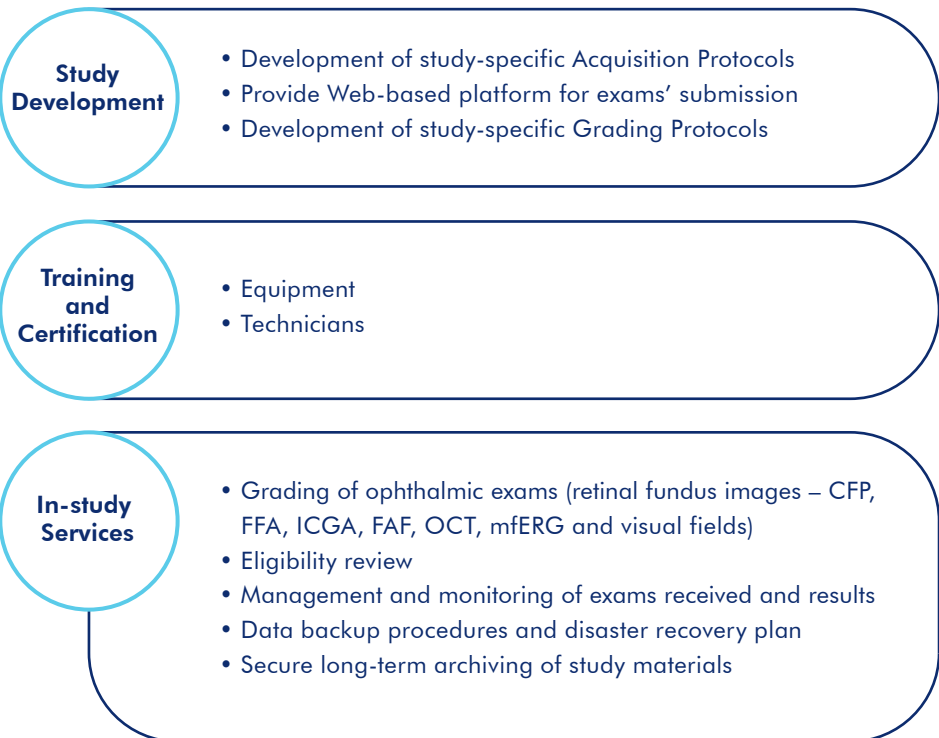 Study
Development
• Development of study-specific Acquisition Protocols
• Provide Web-based platform for exams’ submission
• Development of study-specific Grading Protocols
Training
and
Certification
• Equipment
• Technicians
In-study
Services
• Grading of ophthalmic exams (retinal fundus images – CFP,
FFA, ICGA, FAF, OCT, mfERG and visual fields)
• Eligibility review
• Management and monitoring of exams received and results
• Data backup procedures and disaster recovery plan
• Secure long-term archiving of study materials